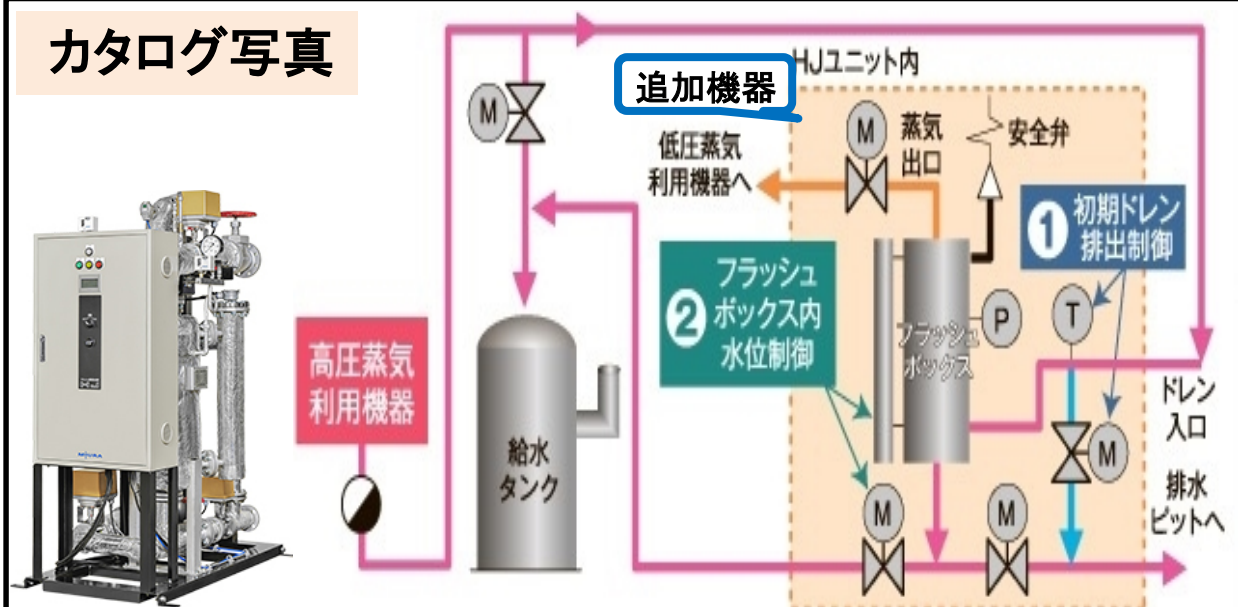 カタログ写真
追加機器
HJユニット内
M
M
蒸気
出口
安全弁
低圧蒸気
利用機器へ
❶ 初期ドレン
排出制御
❷ フラッシュ
ボックス内
水位制御
フラッシュ
ボックス
P
T
高圧蒸気
利用機器
給水
タンク
ドレン
入口
M
排水
ピットへ
M
M
MIURA